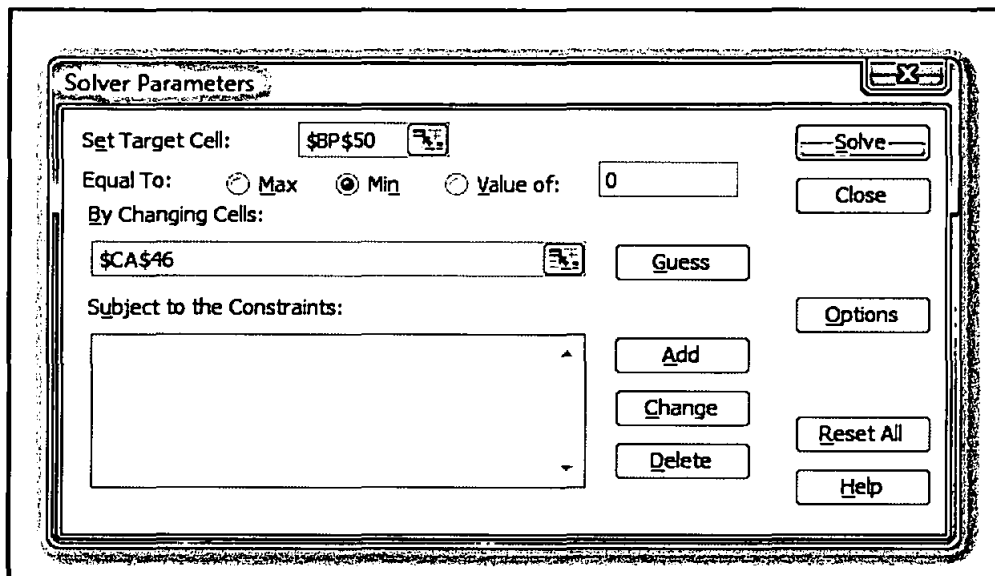 Solver Parameters
Set Target Cell: $BP$50 Solve
Equal To: Max Min Value of: 0 Close
By Changing Cells:
$CA$46 Guess
Subject to the Constraints: Options
Add
Change
Reset All
Delete
Help